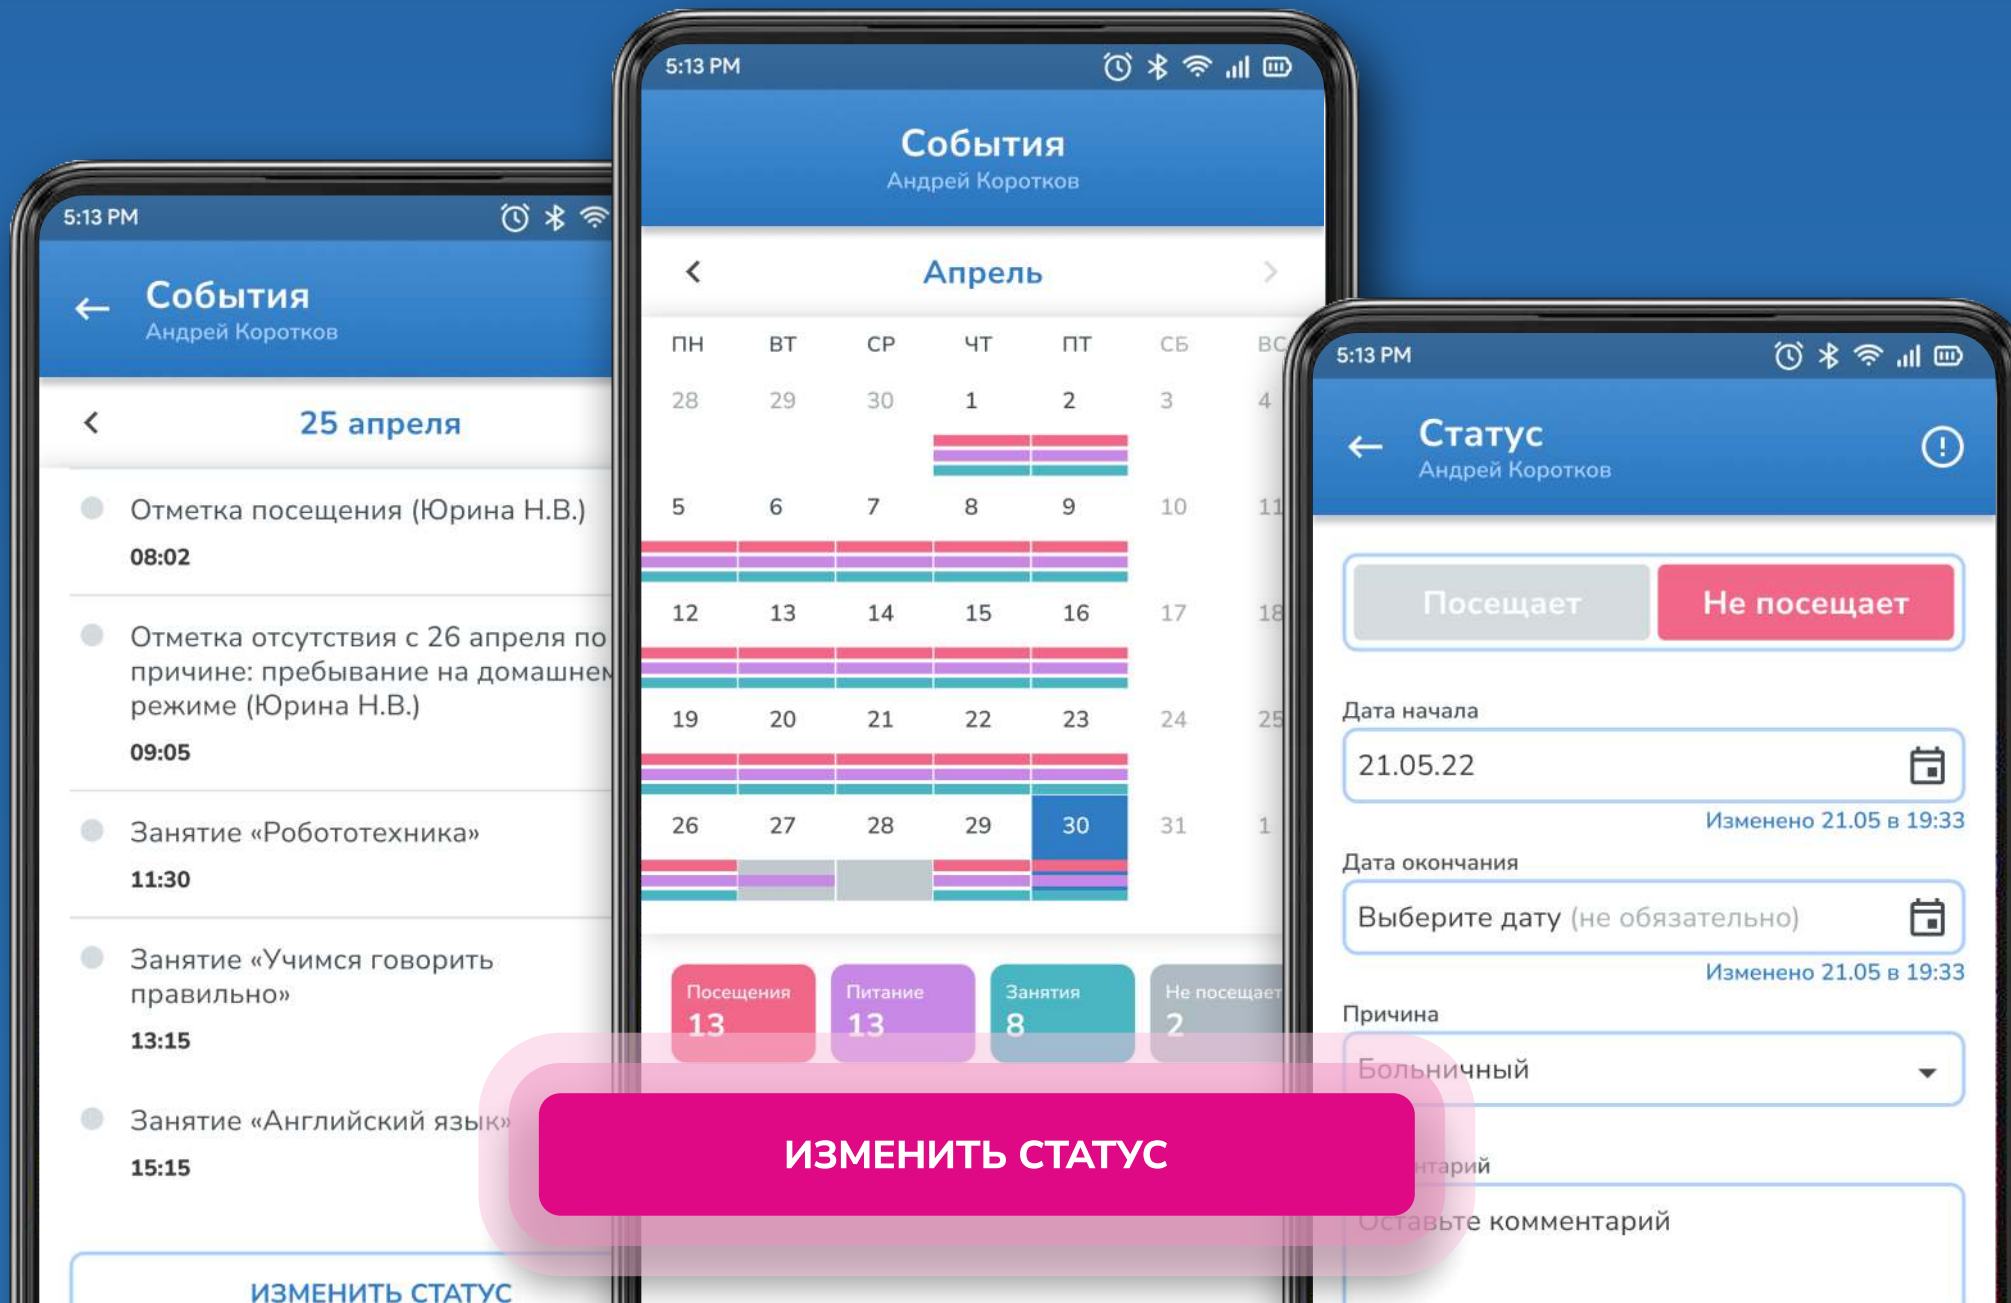 5:13 PM
События
Андрей Коротков
25 апреля
Отметка посещения (Юрина Н.В.)
08:02
Отметка отсутствия с 26 апреля по
причине: пребывание на домашнем
режиме (Юрина Н.В.)
09:05
Занятие «Робототехника»
11:30
Занятие «Учимся говорить
правильно»
13:15
Занятие «Английский язык»
15:15
ИЗМЕНИТЬ СТАТУС
5:13 PM
События
Андрей Коротков
Апрель
ПН ВТ СР ЧТ ПТ СБ ВС
28 29 30 1 2 3 4
5 6 7 8 9 10 11
12 13 14 15 16 17 18
19 20 21 22 23 24 25
26 27 28 29 30 31 1
Посещения Питание Занятия Не посещает
13 13 8 2
ИЗМЕНИТЬ СТАТУС
5:13 PM
Статус
Андрей Коротков
Посещает Не посещает
Дата начала
21.05.22
Изменено 21.05 в 19:33
Дата окончания
Выберите дату (не обязательно)
Изменено 21.05 в 19:33
Причина
Больничный
нтарий
Оставьте комментарий